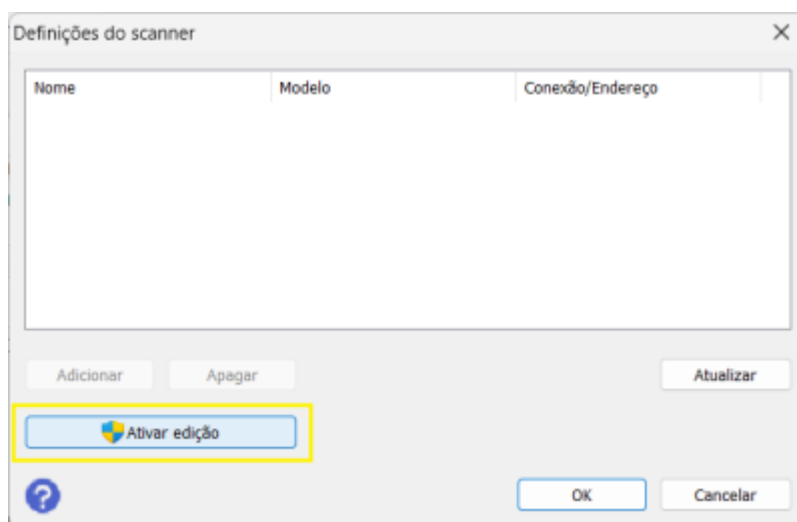 Definições do scanner
Nome Modelo Conexão/Endereço
Adicionar Apagar Atualizar
Ativar edição
OK Cancelar